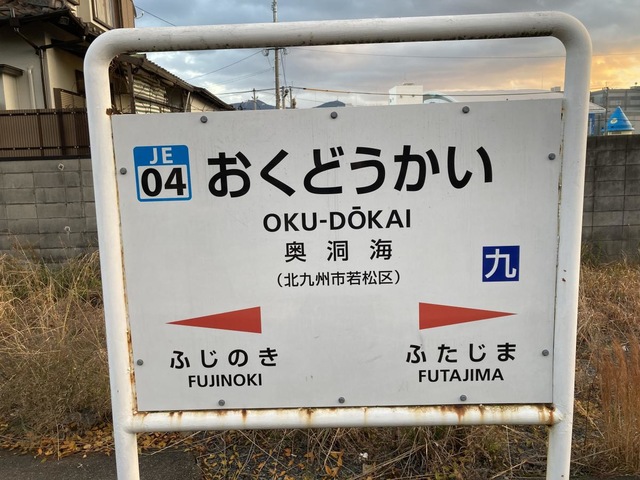 JE
04
おくどうかい
OKU-DŌKAI
奥洞海
（北九州市若松区）
九
ふじのき
FUJINOKI
ふたじま
FUTAJIMA